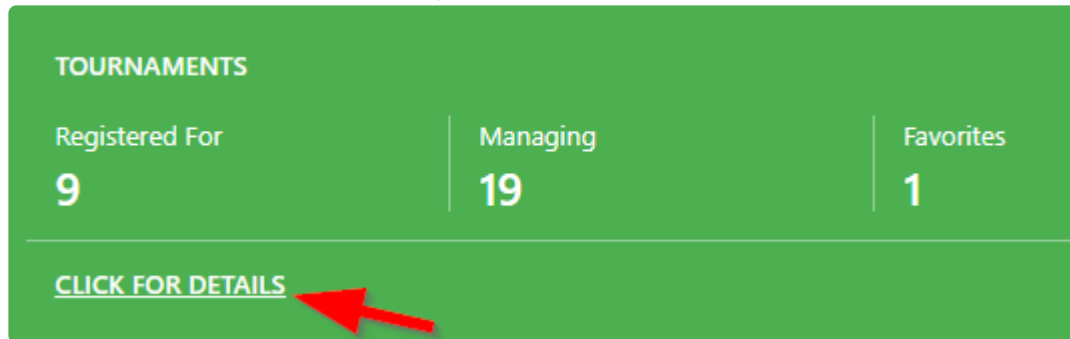 TOURNAMENTS
Registered For
Managing
Favorites
9
19
1
CLICK FOR DETAILS